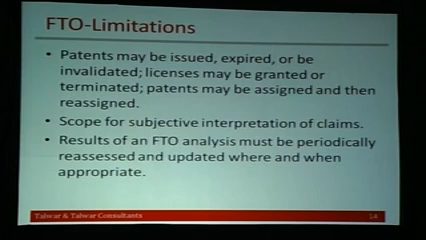 FTO-Limitations
• Patents may be issued, expired, or be
invalidated; licenses may be granted or
terminated; patents may be assigned and then
reassigned.
• Scope for subjective interpretation of claims.
• Results of an FTO analysis must be periodically
reassessed and updated where and when
appropriate.
Talwar & Talwar Consultants
14